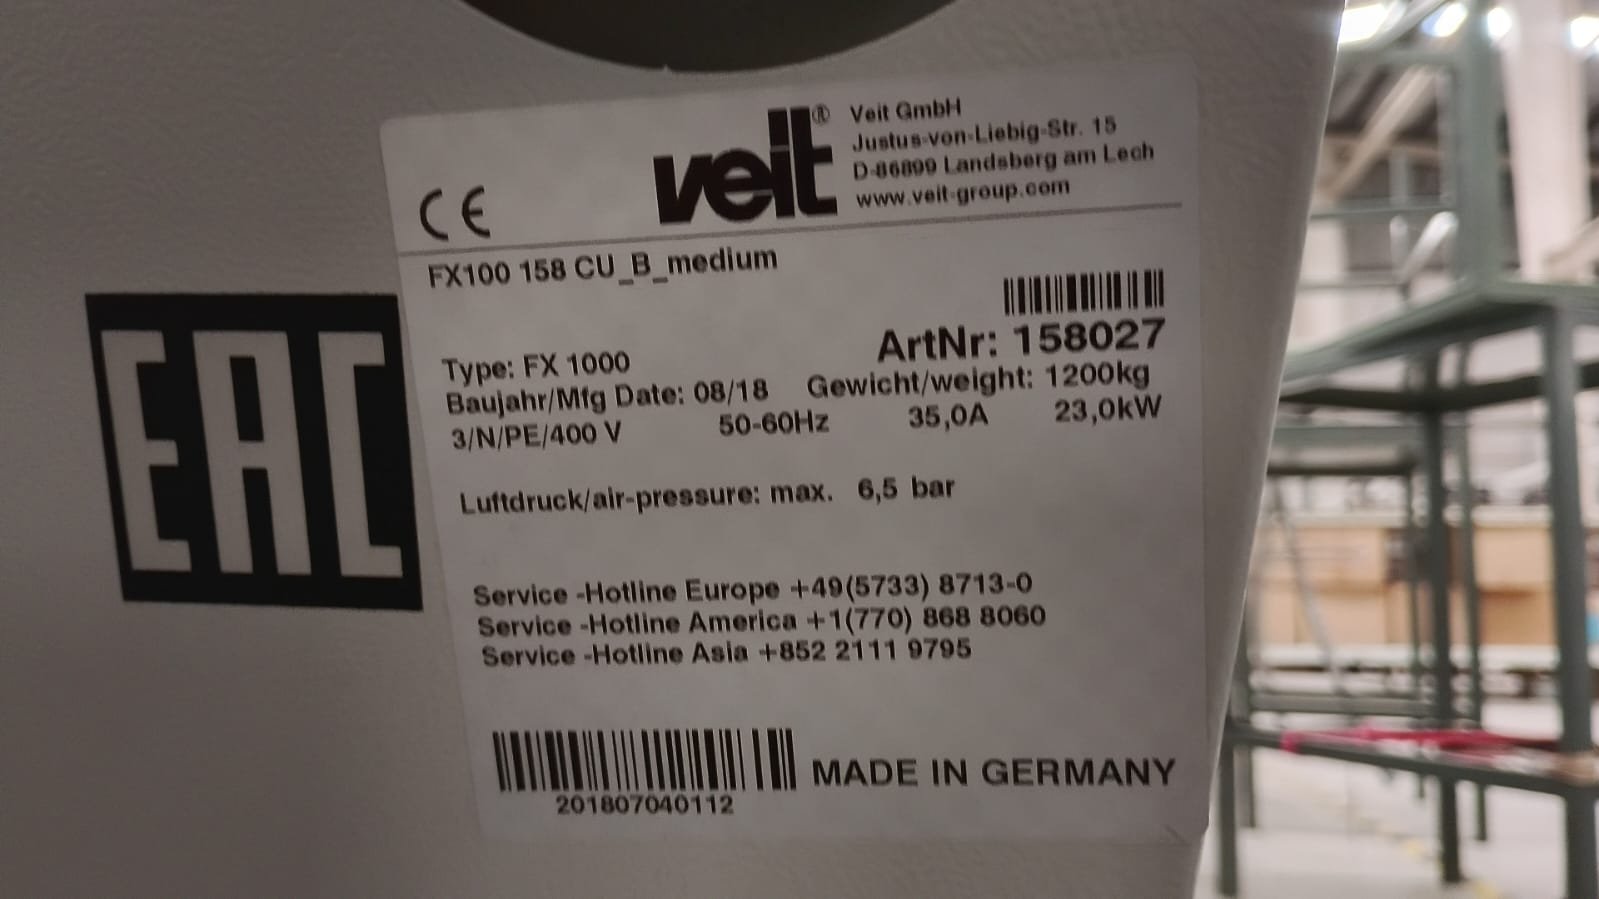 veit® Veit GmbH
Justus-von-Liebig-Str. 15
D-86899 Landsberg am Lech
www.veit-group.com
CE
FX100 158 CU_B_medium
EAC
ArtNr: 158027
Type: FX 1000
Baujahr/Mfg Date: 08/18 Gewicht/weight: 1200kg
3/N/PE/400 V 50-60Hz 35,0A 23,0kW
Luftdruck/air-pressure: max. 6,5 bar
Service -Hotline Europe +49(5733) 8713-0
Service -Hotline America +1(770) 868 8060
Service -Hotline Asia +852 2111 9795
MADE IN GERMANY
201807040112